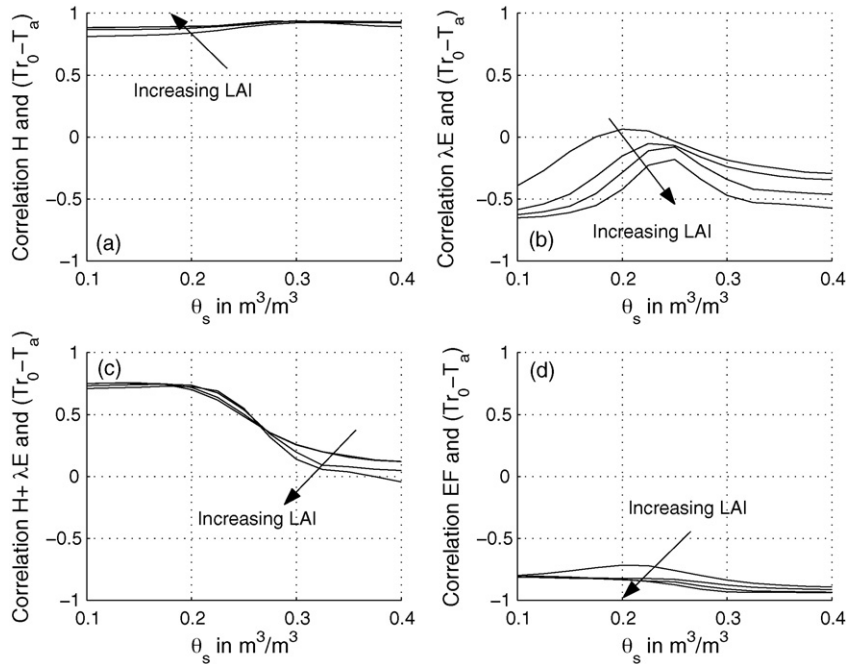 Correlation H and (Tr₀−Tₐ)
1
0.5
0
−0.5
−1
Increasing LAI
(a)
0.1
0.2
0.3
0.4
θₛ in m³/m³
Correlation λE and (Tr₀−Tₐ)
1
0.5
0
−0.5
−1
Increasing LAI
(b)
0.1
0.2
0.3
0.4
θₛ in m³/m³
Correlation H+ λE and (Tr₀−Tₐ)
1
0.5
0
−0.5
−1
(c)
Increasing LAI
0.1
0.2
0.3
0.4
θₛ in m³/m³
Correlation EF and (Tr₀−Tₐ)
1
0.5
0
−0.5
−1
(d)
Increasing LAI
0.1
0.2
0.3
0.4
θₛ in m³/m³